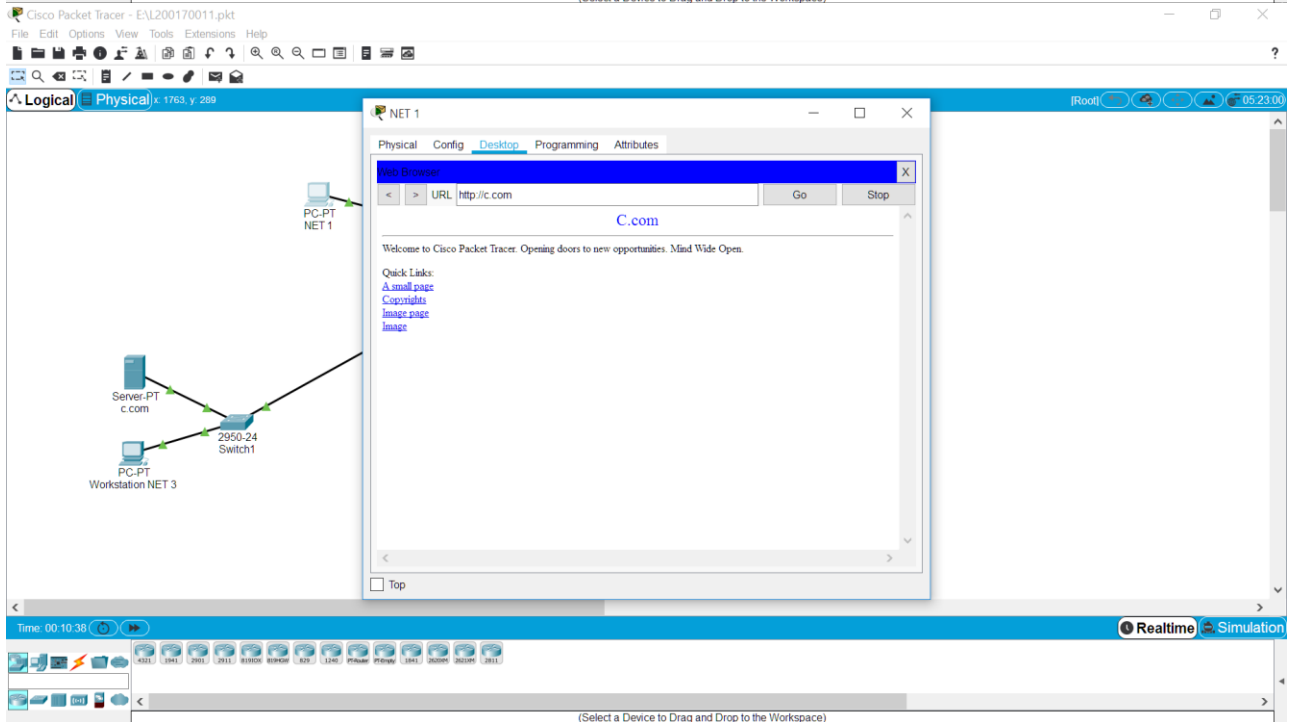 (Select a Device to Drag and Drop to the Workspace)
Cisco Packet Tracer - E:\L200170011.pkt
File Edit Options View Tools Extensions Help
?
Logical Physical x: 1763, y: 289
[Root] 05:23:00
NET 1
Physical Config Desktop Programming Attributes
Web Browser
X
< > URL http://c.com Go Stop
C.com
Welcome to Cisco Packet Tracer. Opening doors to new opportunities. Mind Wide Open.
Quick Links:
A small page
Copyrights
Image page
Image
Top
PC-PT
NET 1
Server-PT
c.com
2950-24
Switch1
PC-PT
Workstation NET 3
Time: 00:10:38
Realtime Simulation
4321 1941 2901 2911 819IOX 819HGW 829 1240 PT-Router PT-Empty 1841 2620XM 2621XM 2811
(Select a Device to Drag and Drop to the Workspace)